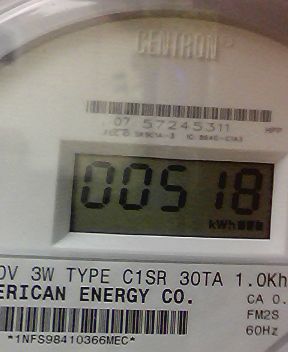 CENTRON®
07 57245311
00518
kWh
0V 3W TYPE C1SR 30TA 1.0Kh
ERICAN ENERGY CO.
CA 0.
FM2S
60Hz
*1NFS98410366MEC*